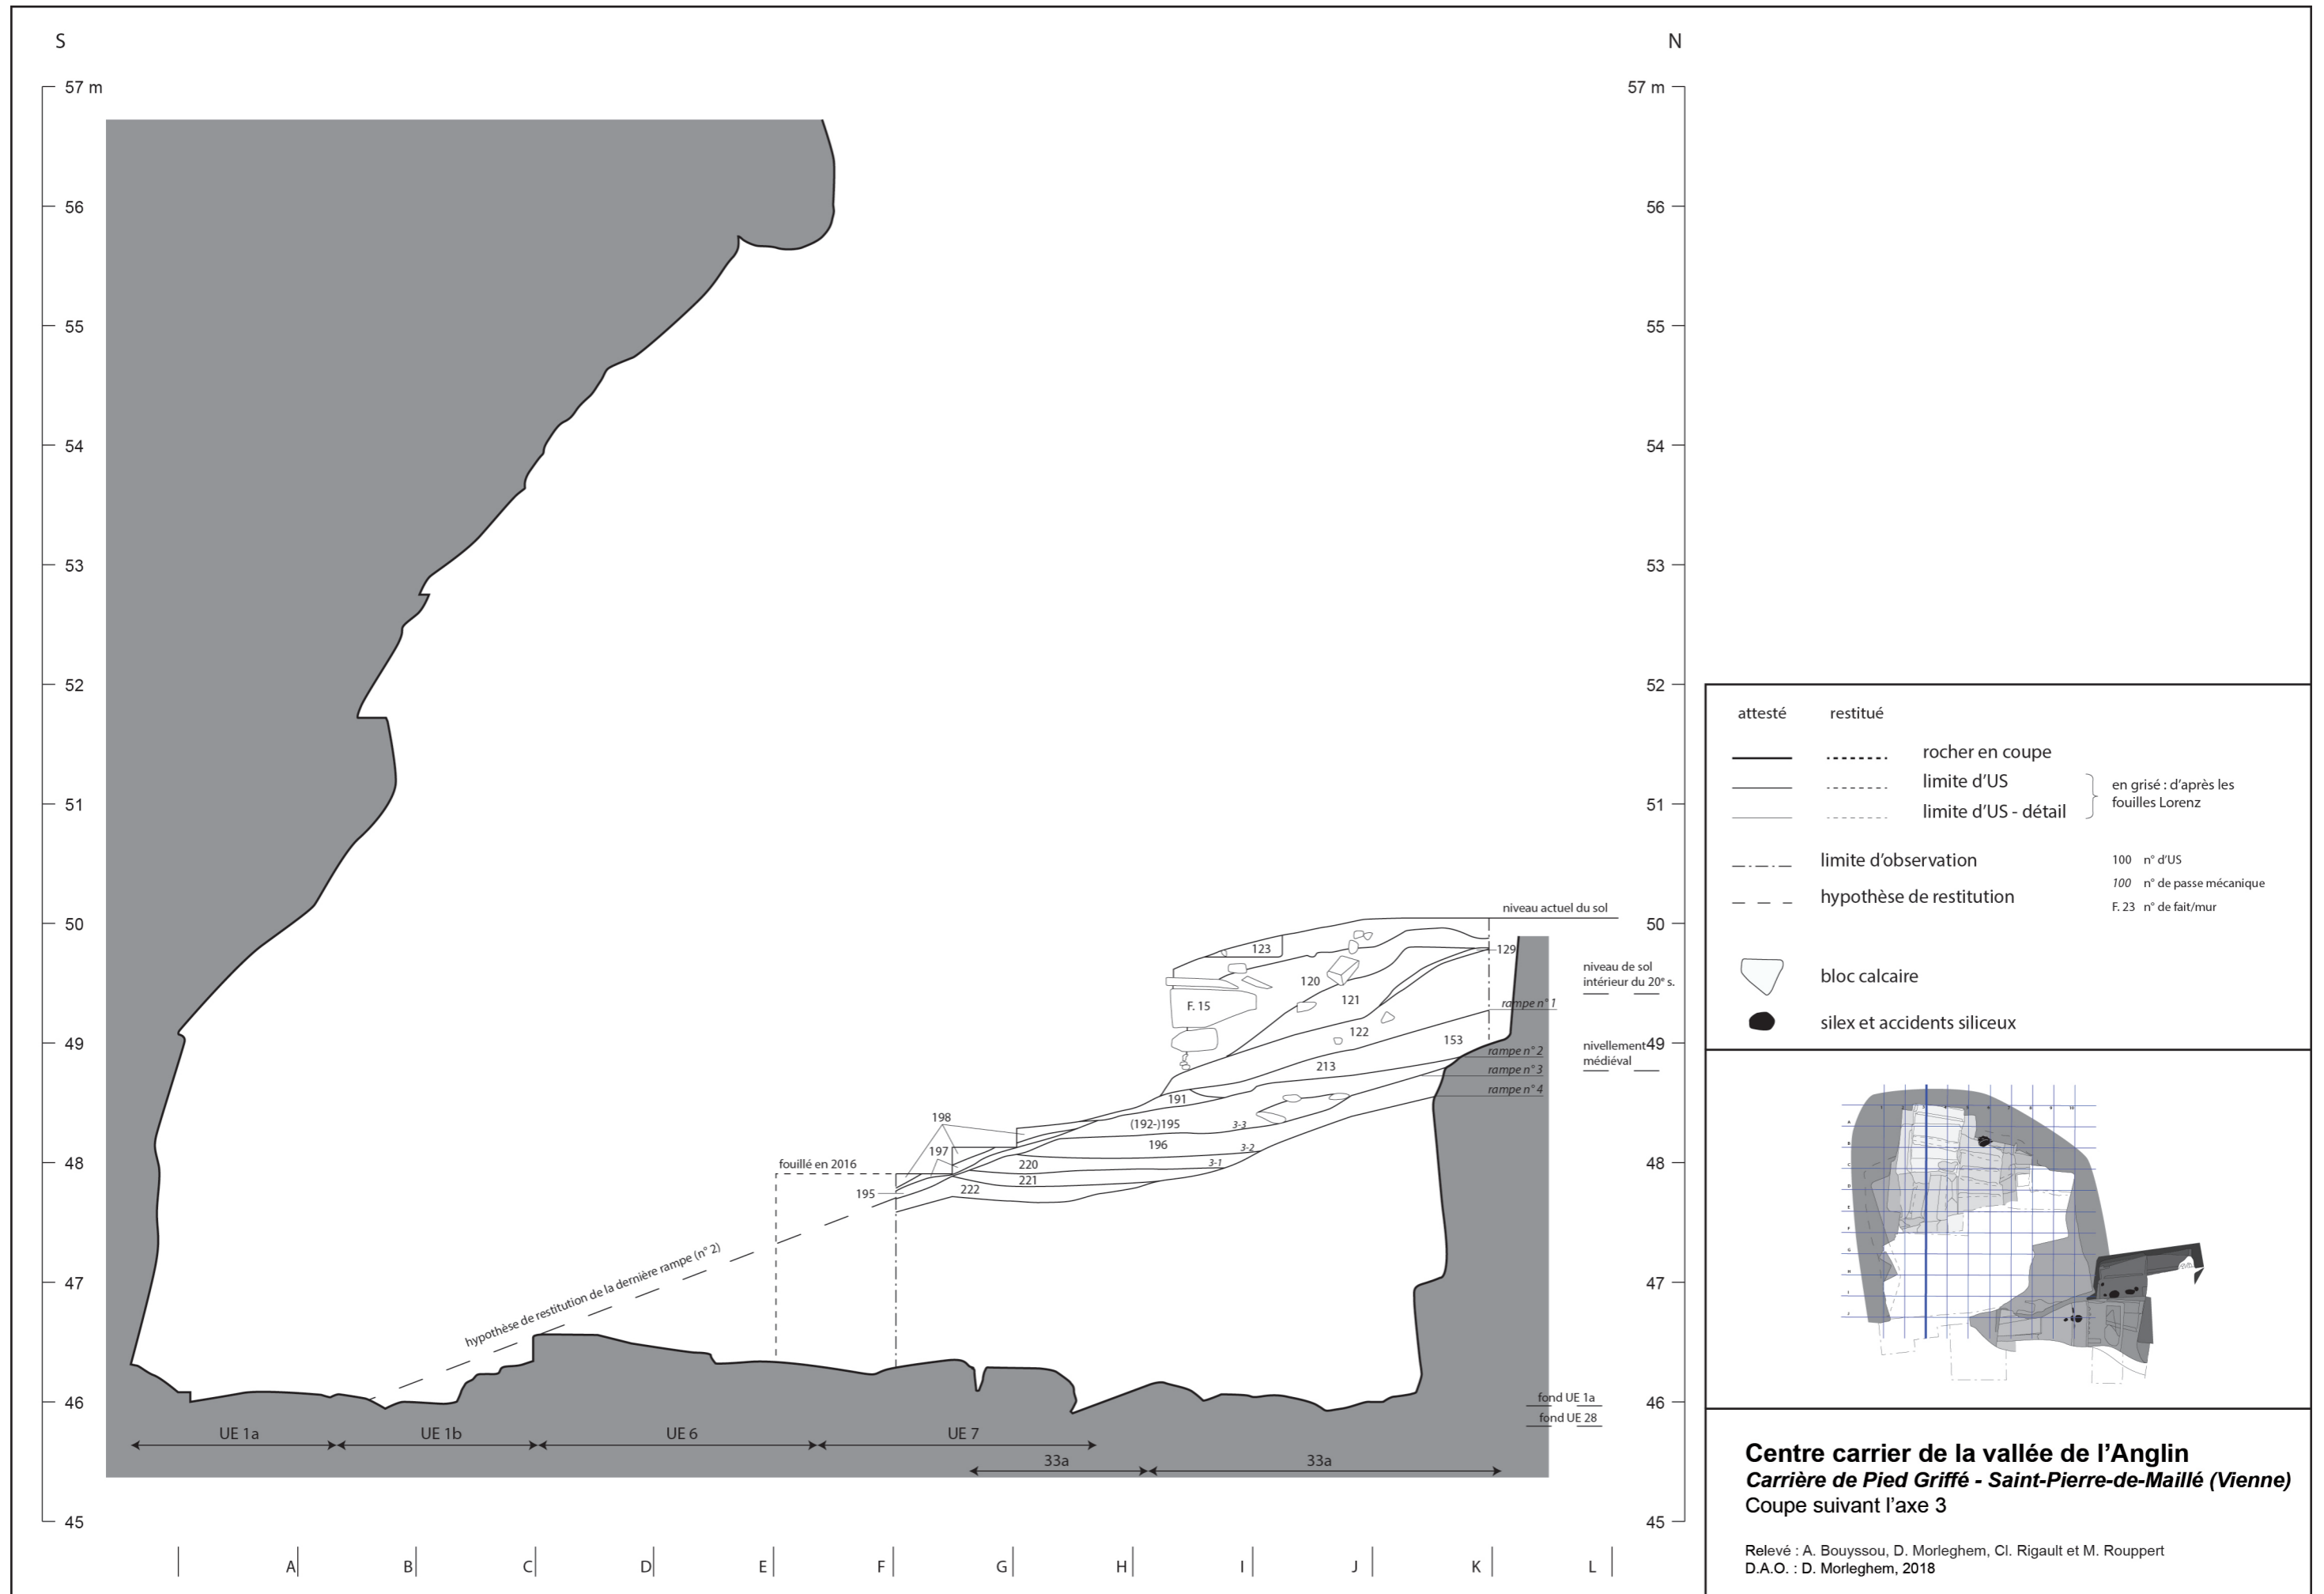 S
N
57 m
56
55
54
53
52
51
50
49
48
47
46
45
57 m
56
55
54
53
52
51
50
49
48
47
46
45
niveau actuel du sol
123
129
120
121
F. 15
122
153
213
191
(192-)195
196
220
221
222
198
197
195
3-3
3-2
3-1
rampe n° 1
rampe n° 2
rampe n° 3
rampe n° 4
niveau de sol
intérieur du 20e s.
nivellement
médiéval
fouillé en 2016
hypothèse de restitution de la dernière rampe (n° 2)
fond UE 1a
fond UE 28
UE 1a
UE 1b
UE 6
UE 7
33a
33a
A
B
C
D
E
F
G
H
I
J
K
L
attesté restitué
rocher en coupe
limite d'US
limite d'US - détail
en grisé : d'après les
fouilles Lorenz
limite d'observation
hypothèse de restitution
100 n° d'US
100 n° de passe mécanique
F. 23 n° de fait/mur
bloc calcaire
silex et accidents siliceux
Centre carrier de la vallée de l'Anglin
Carrière de Pied Griffé - Saint-Pierre-de-Maillé (Vienne)
Coupe suivant l'axe 3
Relevé : A. Bouyssou, D. Morleghem, Cl. Rigault et M. Rouppert
D.A.O. : D. Morleghem, 2018